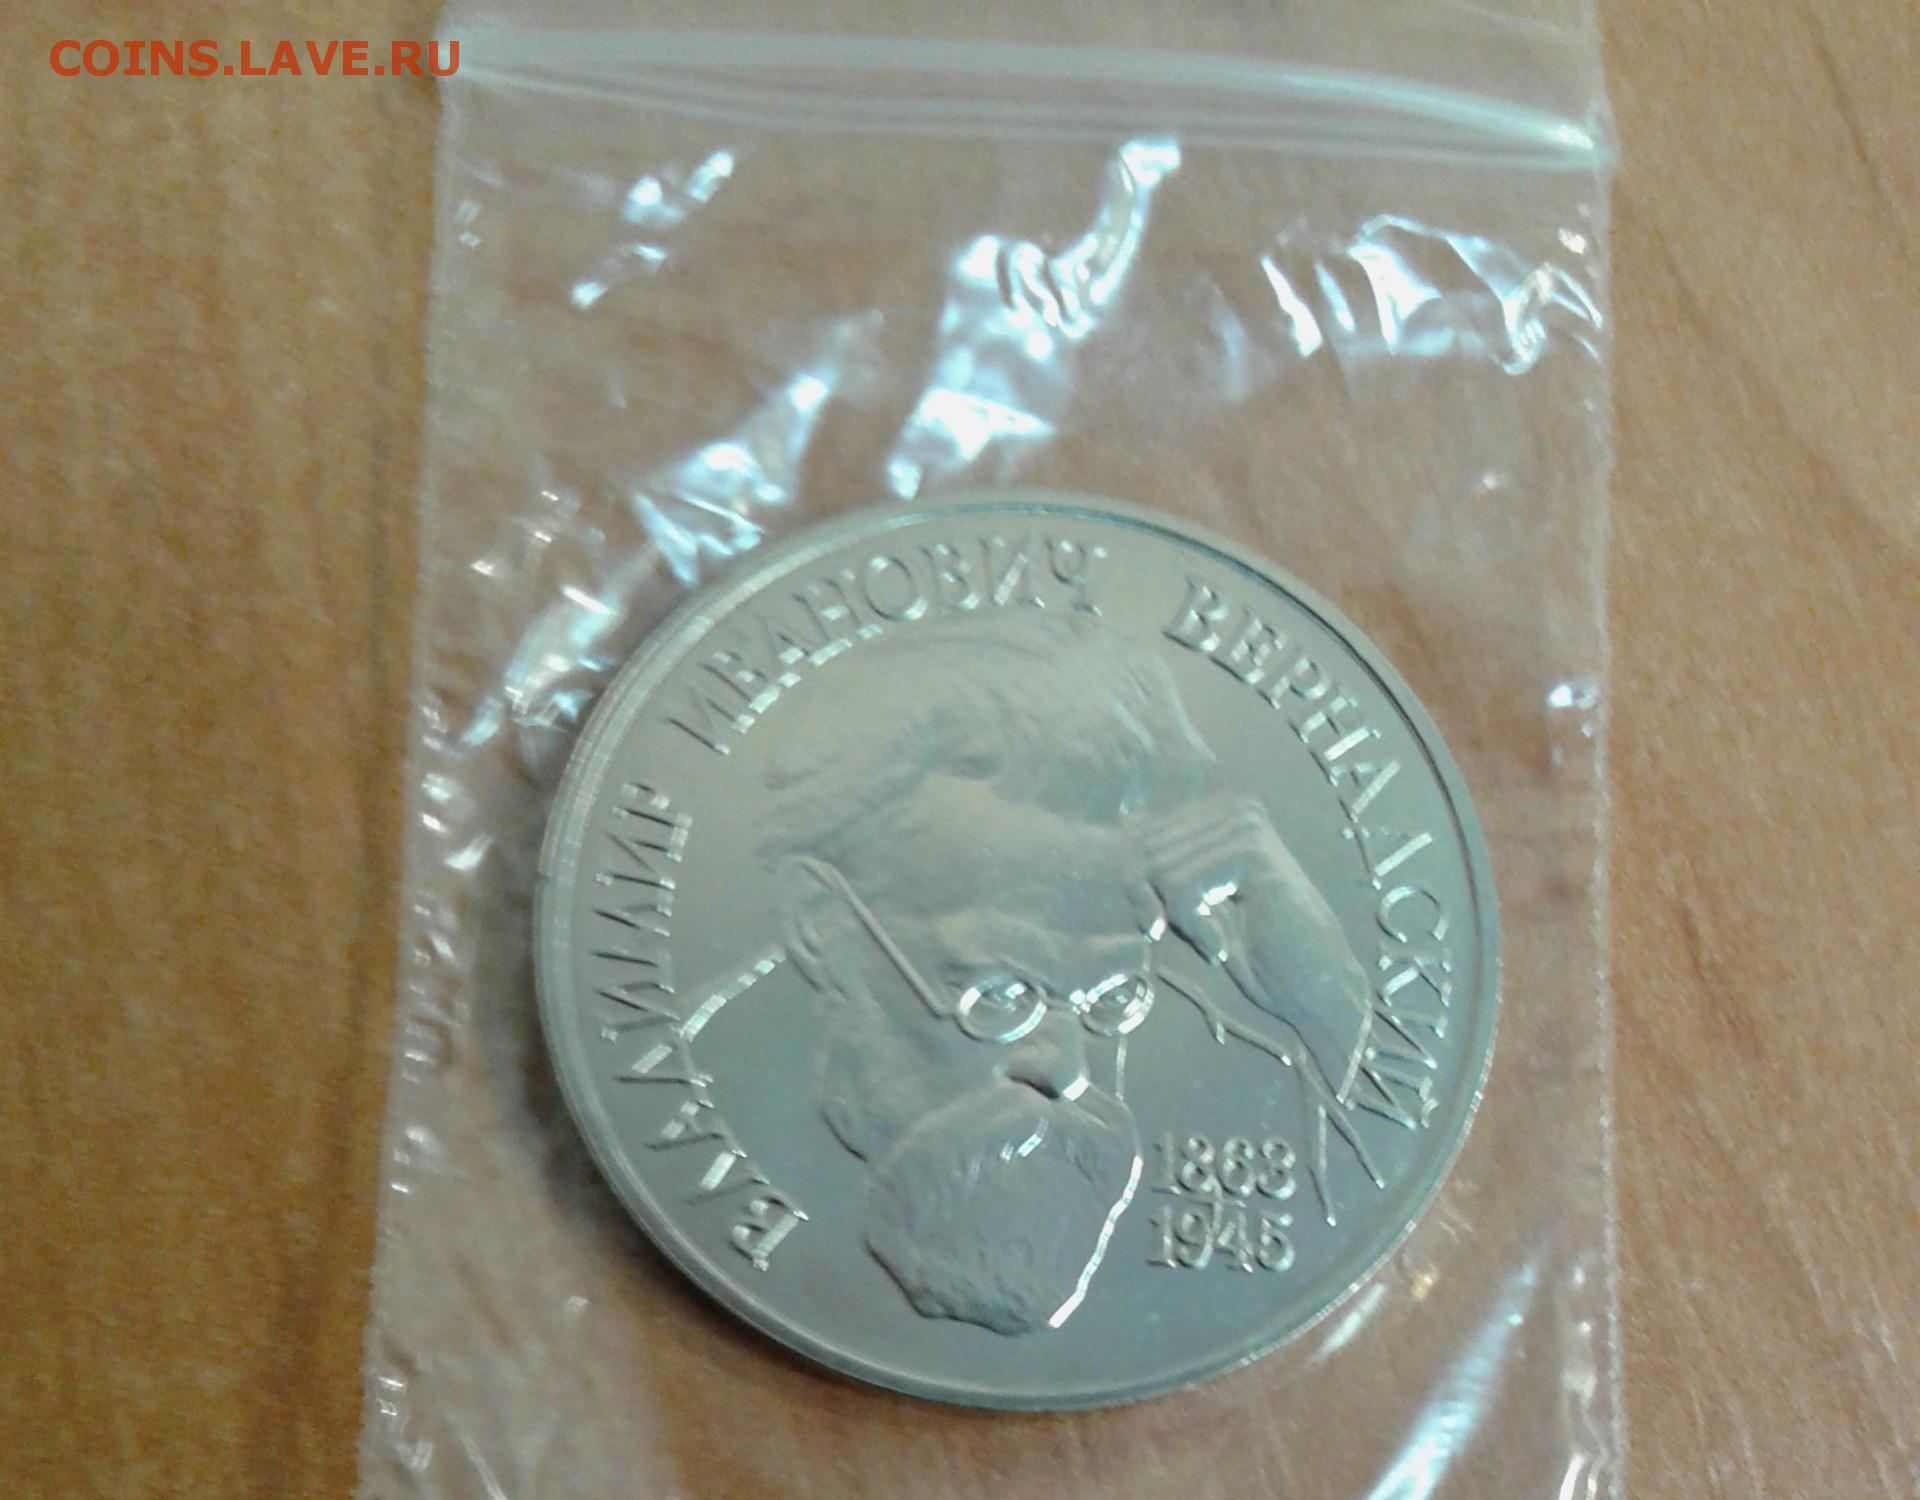 COINS.LAVE.RU
ВЛАДИМИР ИВАНОВИЧ ВЕРНАДСКИЙ
1863
1945